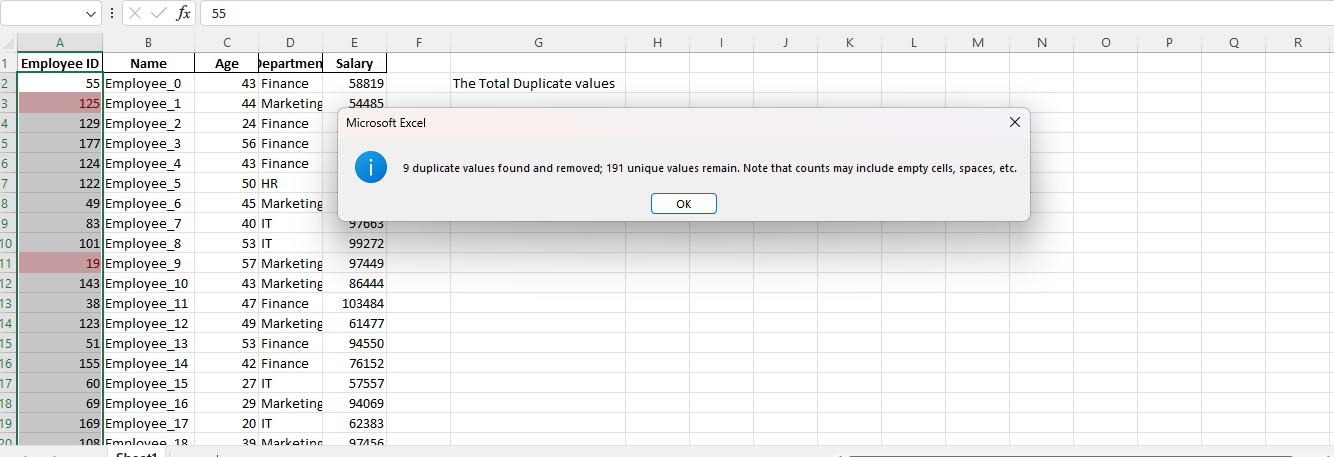 fx 55
A B C D E F G H I J K L M N O P Q R
1 Employee ID Name Age Departmen Salary
2 55 Employee_0 43 Finance 58819 The Total Duplicate values
3 125 Employee_1 44 Marketing 54485
Microsoft Excel
9 duplicate values found and removed; 191 unique values remain. Note that counts may include empty cells, spaces, etc.
OK
4 129 Employee_2 24 Finance
5 177 Employee_3 56 Finance
6 124 Employee_4 43 Finance
7 122 Employee_5 50 HR
8 49 Employee_6 45 Marketing
9 83 Employee_7 40 IT 97663
10 101 Employee_8 53 IT 99272
11 19 Employee_9 57 Marketing 97449
12 143 Employee_10 43 Marketing 86444
13 38 Employee_11 47 Finance 103484
14 123 Employee_12 49 Marketing 61477
15 51 Employee_13 53 Finance 94550
16 155 Employee_14 42 Finance 76152
17 60 Employee_15 27 IT 57557
18 69 Employee_16 29 Marketing 94069
19 169 Employee_17 20 IT 62383
20 108 Employee_18 39 Marketing 97456
Sheet1